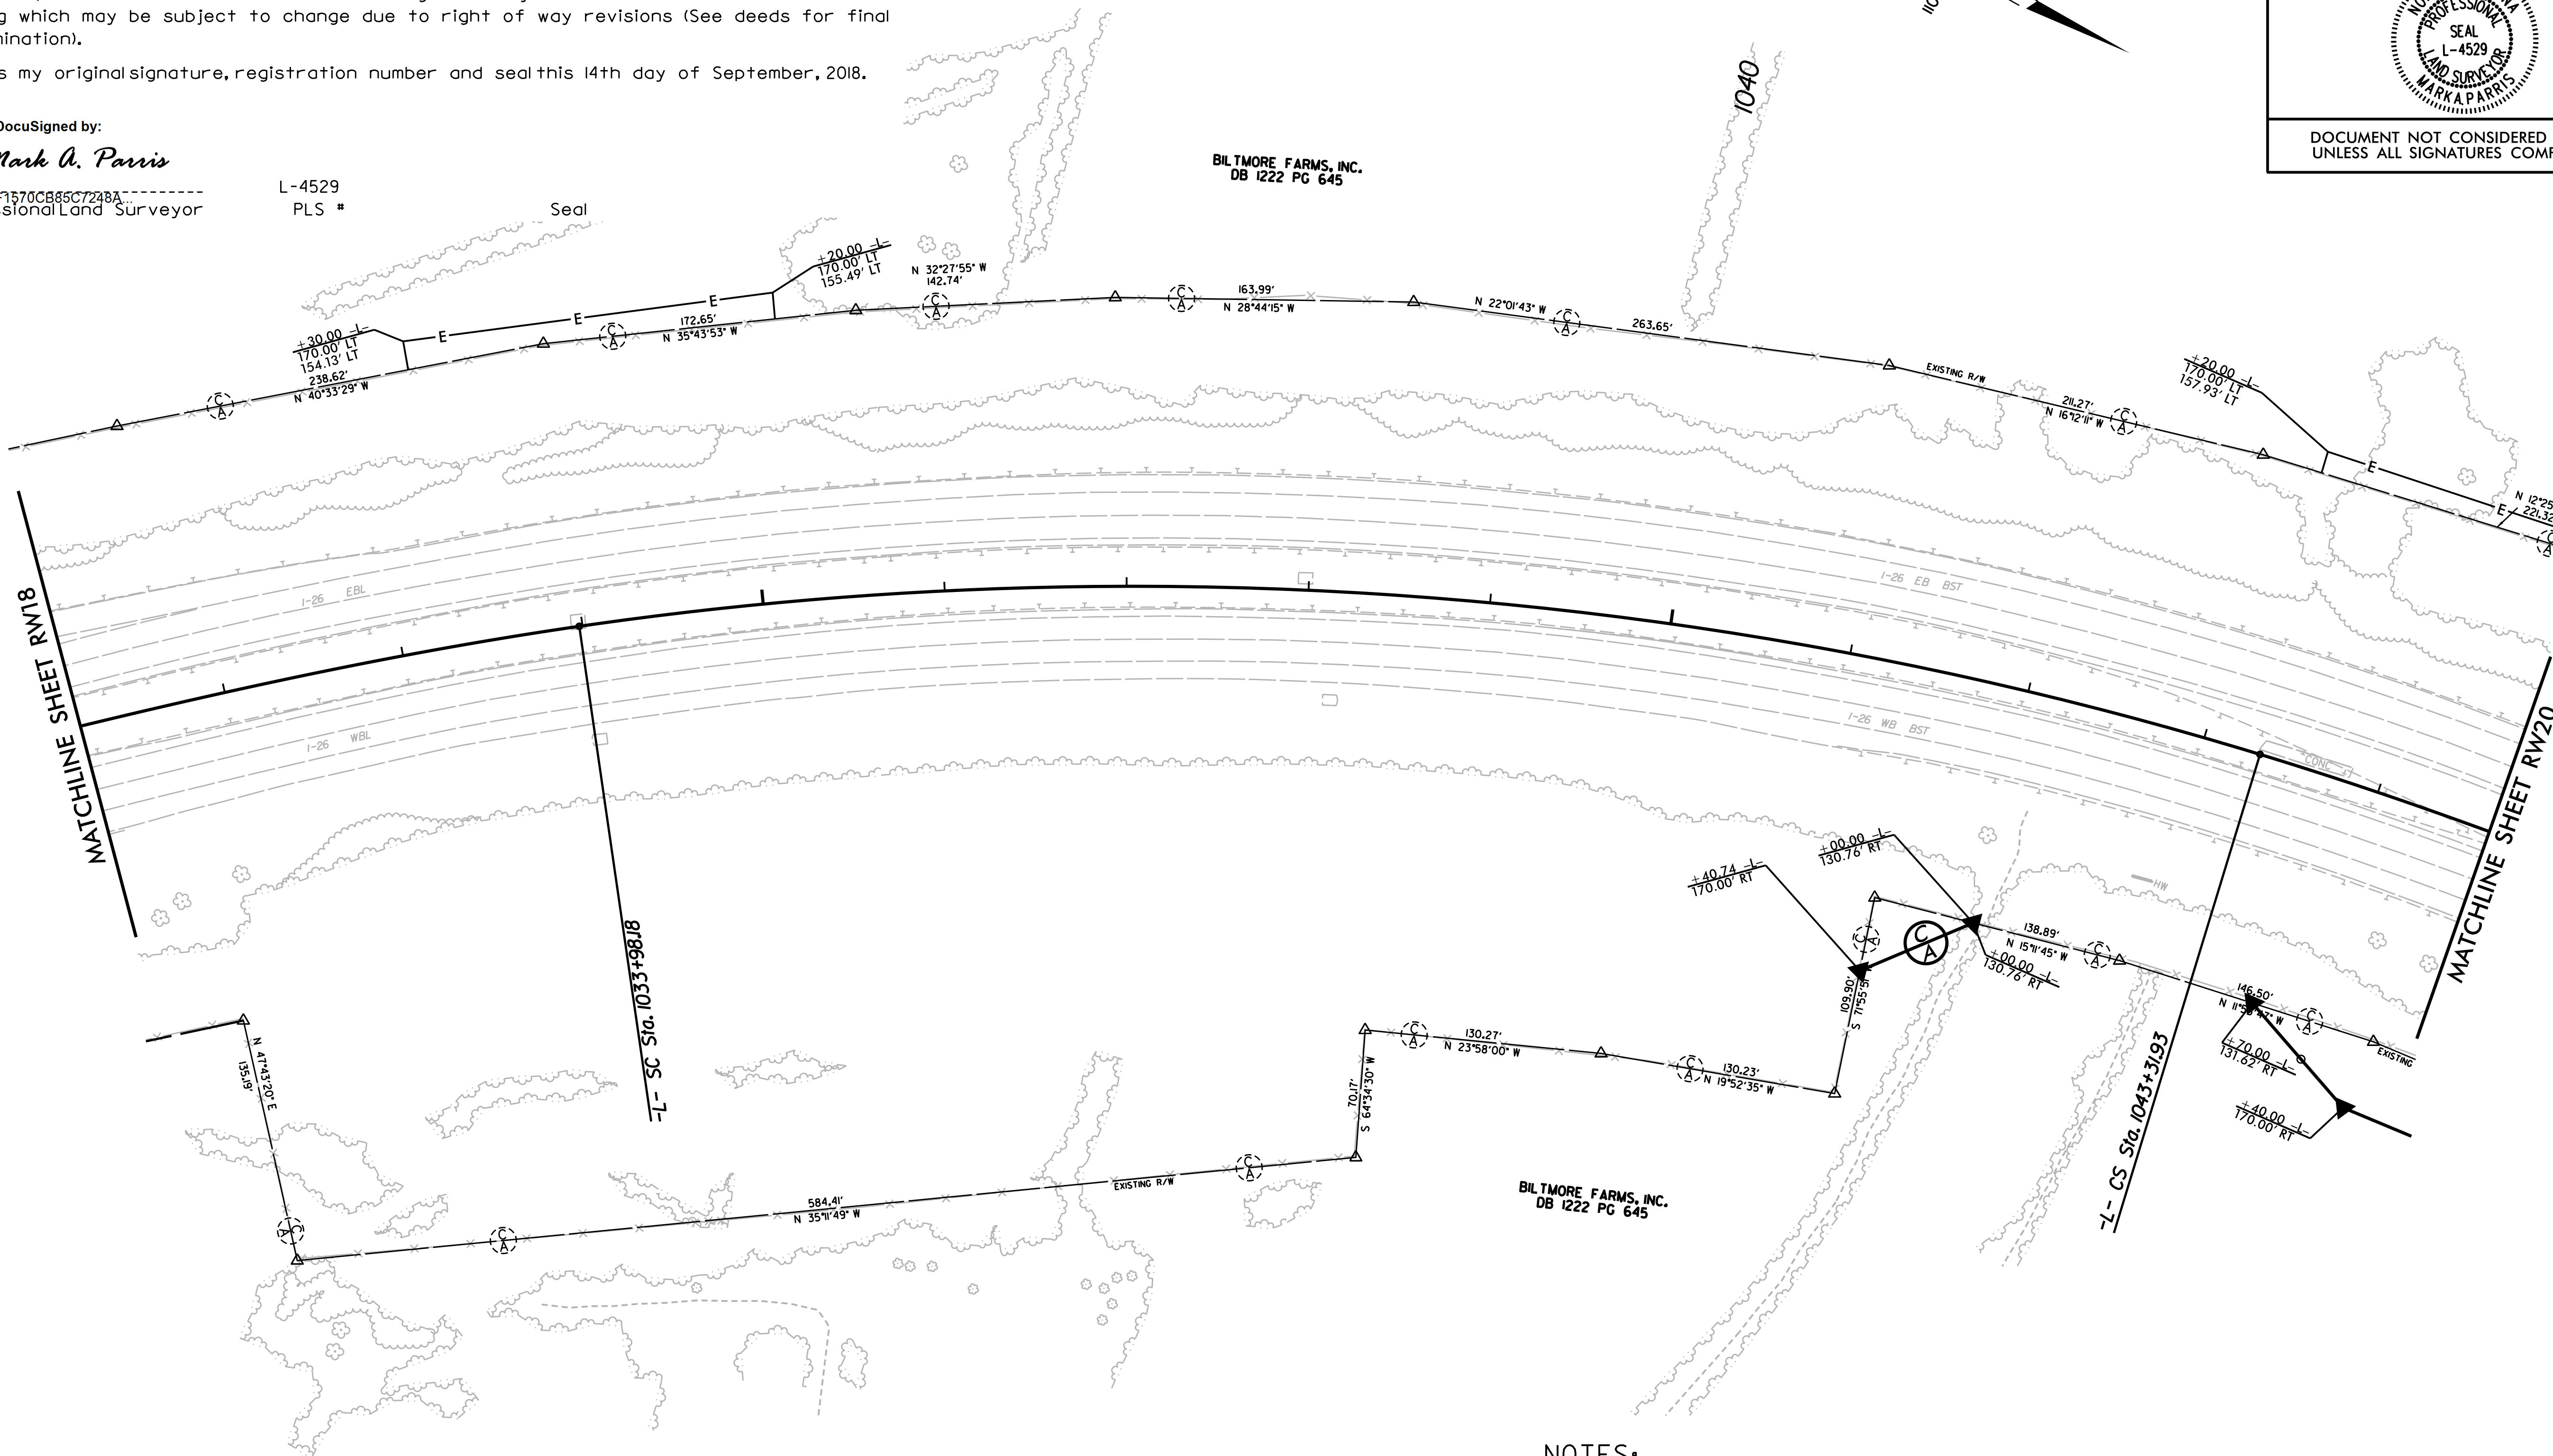 which may be subject to change due to right of way revisions (See deeds for final
my original signature, registration number and seal this 14th day of September, 2018.
DocuSigned by:
Mark A. Parris
F1570CB85C7248A...
Land Surveyor
L-4529
PLS #
Seal
PROFESSIONAL
SEAL
L-4529
LAND SURVEYOR
MARK A. PARRIS
DOCUMENT NOT CONSIDERED
UNLESS ALL SIGNATURES
1040
BILTMORE FARMS, INC.
DB 1222 PG 645
+30.00 -L-
170.00' LT
154.13' LT
238.62'
N 40°33'29" W
E
E
E
C
A
172.65'
N 35°43'53" W
+20.00 -L-
170.00' LT
155.49' LT
N 32°27'55" W
142.74'
C
A
C
A
163.99'
N 28°44'15" W
C
A
N 22°01'43" W
C
A
263.65'
EXISTING R/W
211.27'
N 16°12'11" W
C
A
+20.00 -L-
170.00' LT
157.93' LT
E
E
N 12°25
221.32
C
A
MATCHLINE SHEET RW18
I-26 EBL
I-26 WBL
I-26 EB BST
I-26 WB BST
CONC
HW
MATCHLINE SHEET RW20
-L- SC Sta. 1033+98.18
-L- CS Sta. 1043+31.93
+40.74 -L-
170.00' RT
+00.00 -L-
130.76' RT
C
A
C
A
109.90'
S 71°55'51"
138.89'
N 15°11'45" W
C
A
+00.00 -L-
130.76' RT
146.50'
C
A
+70.00 -L-
131.62' RT
+40.00 -L-
170.00' RT
EXISTING
N 47°43'20" E
135.19'
C
A
C
A
584.41'
N 35°11'49" W
EXISTING R/W
C
A
70.17'
S 64°34'30" W
C
A
130.27'
N 23°58'00" W
C
A
130.23'
N 19°52'35" W
BILTMORE FARMS, INC.
DB 1222 PG 645
NOTES: